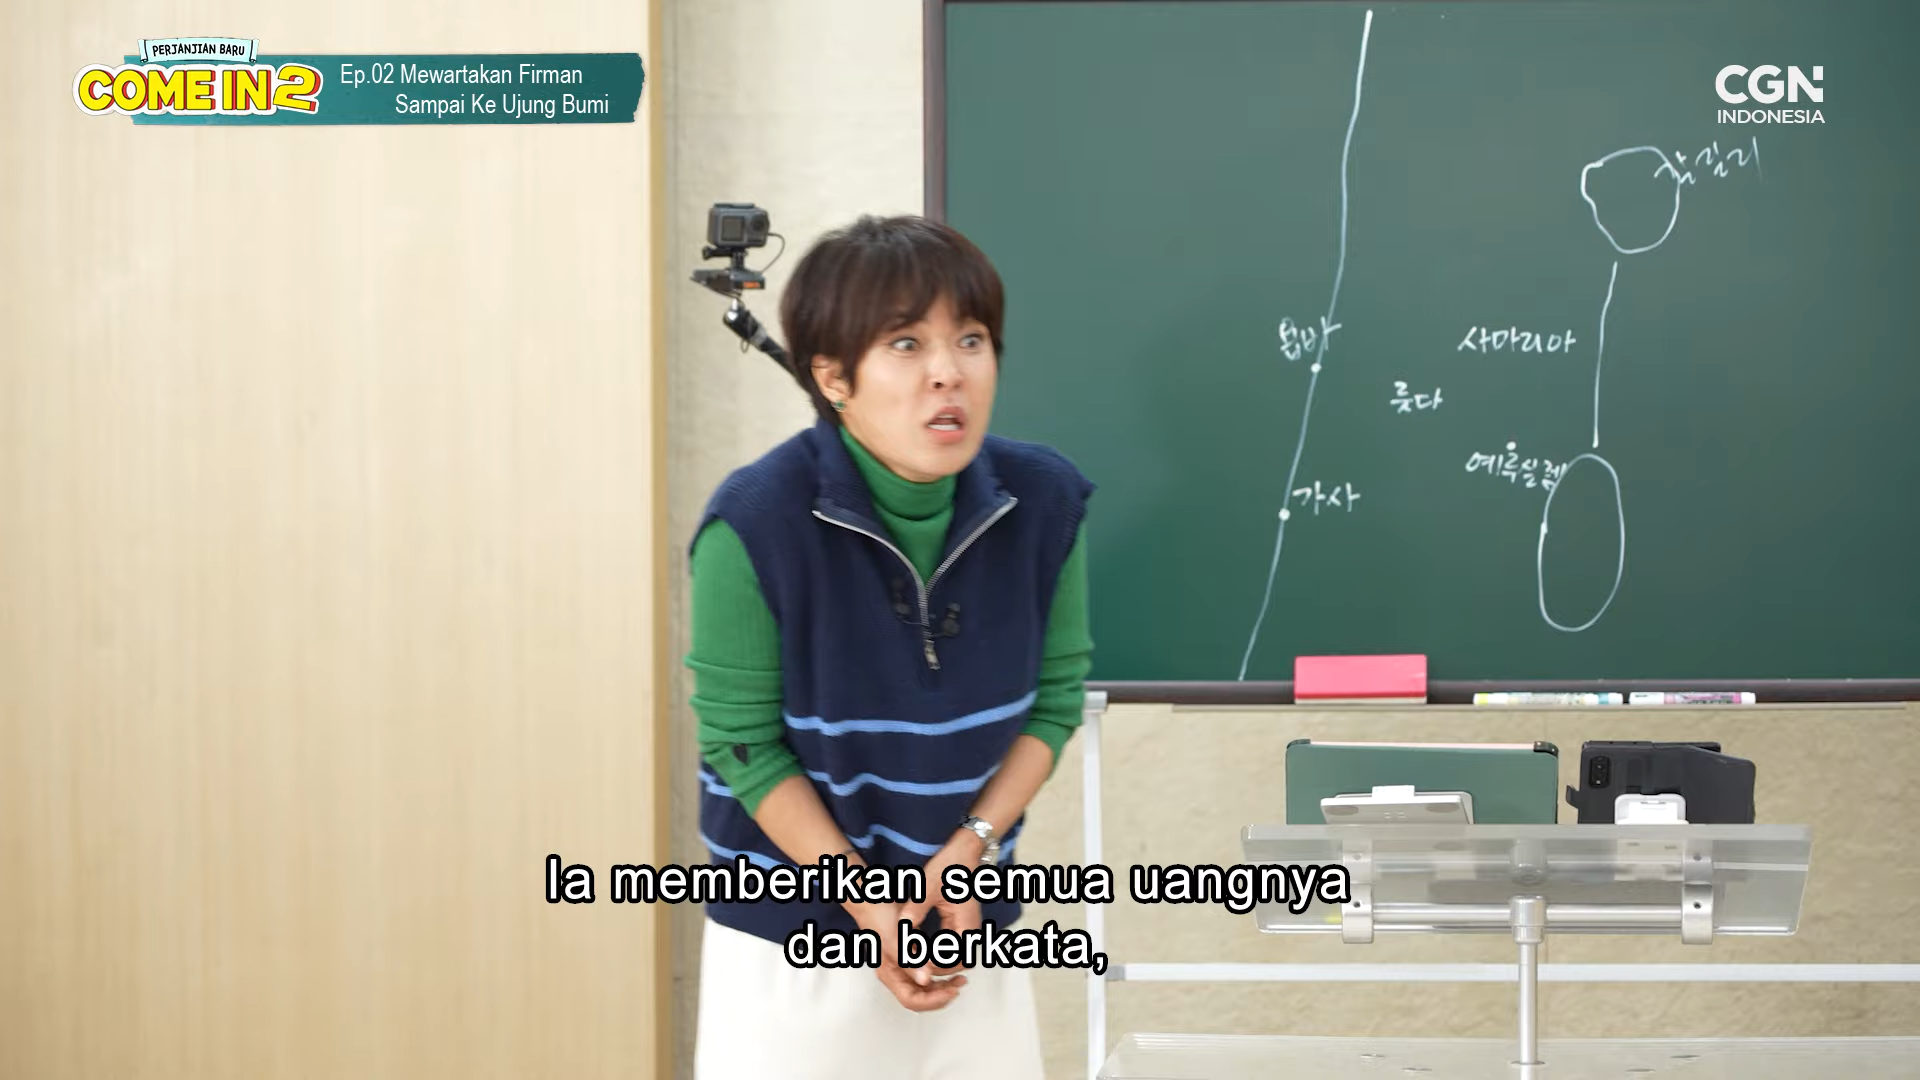 PERJANJIAN BARU
COME IN 2
Ep.02 Mewartakan Firman
Sampai Ke Ujung Bumi
CGN
INDONESIA
갈릴리
욥바
사마리아
룻다
예루살렘
가사
Ia memberikan semua uangnya
dan berkata,